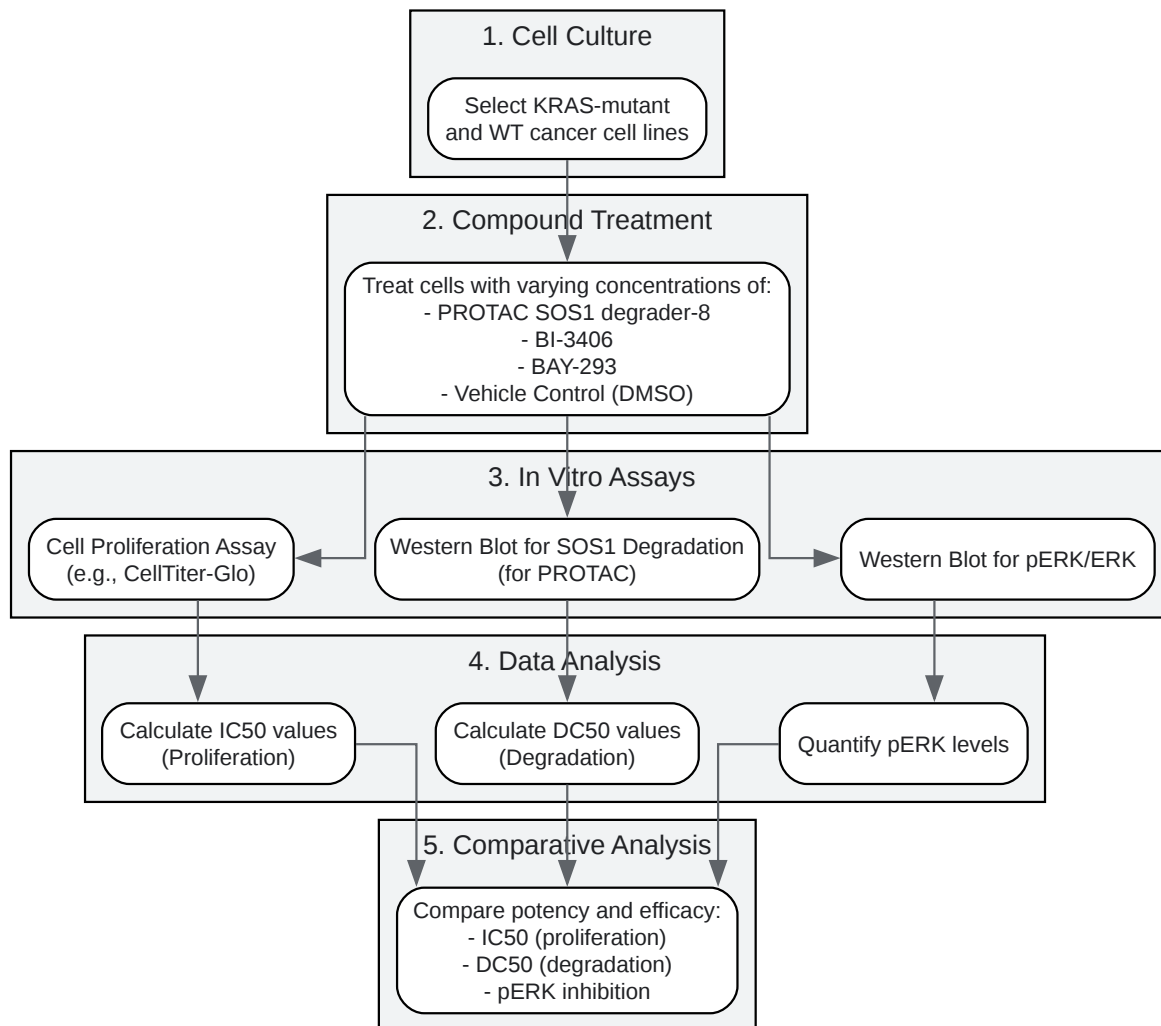 1. Cell Culture
Select KRAS-mutant
and WT cancer cell lines
2. Compound Treatment
Treat cells with varying concentrations of:
- PROTAC SOS1 degrader-8
- BI-3406
- BAY-293
- Vehicle Control (DMSO)
3. In Vitro Assays
Cell Proliferation Assay
(e.g., CellTiter-Glo)
Western Blot for SOS1 Degradation
(for PROTAC)
Western Blot for pERK/ERK
4. Data Analysis
Calculate IC50 values
(Proliferation)
Calculate DC50 values
(Degradation)
Quantify pERK levels
5. Comparative Analysis
Compare potency and efficacy:
- IC50 (proliferation)
- DC50 (degradation)
- pERK inhibition